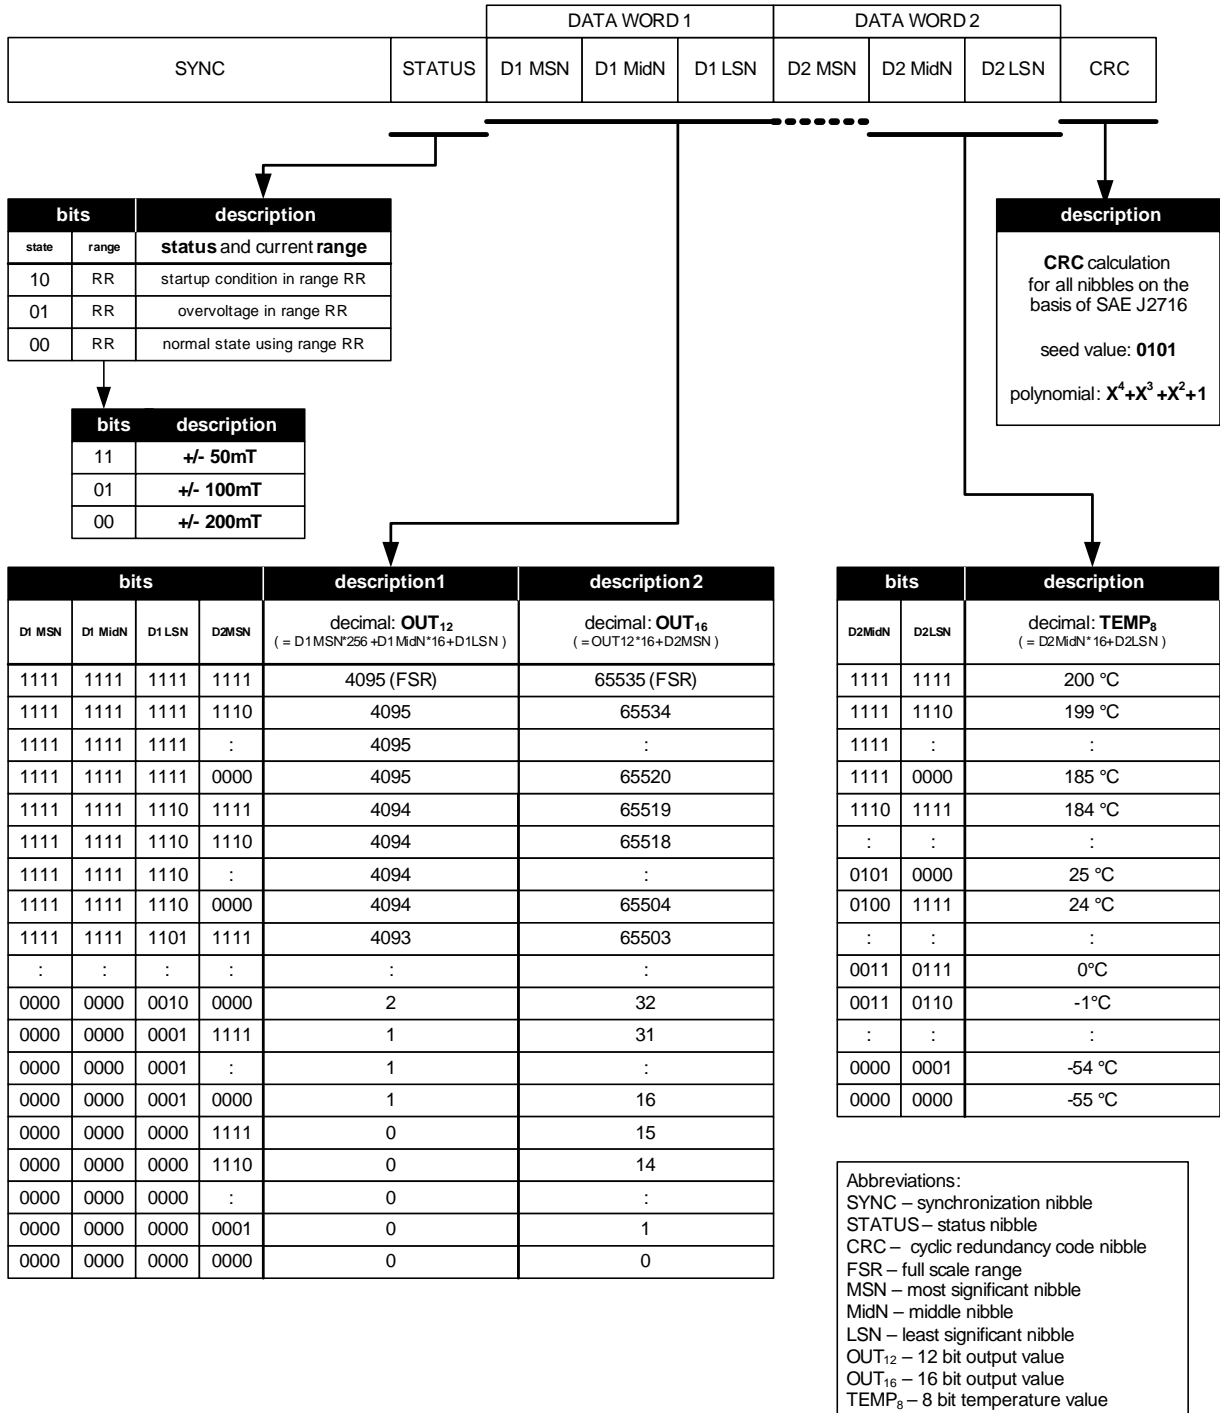 DATA WORD 1 DATA WORD 2
SYNC STATUS D1 MSN D1 MidN D1 LSN D2 MSN D2 MidN D2 LSN CRC
bits description
state range status and current range
10 RR startup condition in range RR
01 RR overvoltage in range RR
00 RR normal state using range RR
bits description
11 +/- 50mT
01 +/- 100mT
00 +/- 200mT
description
CRC calculation
for all nibbles on the
basis of SAE J2716
seed value: 0101
polynomial: X⁴+X³+X²+1
bits description1 description 2
D1 MSN D1 MidN D1 LSN D2MSN decimal: OUT₁₂ decimal: OUT₁₆
( = D1MSN*256 +D1MidN*16+D1LSN ) ( =OUT12*16+D2MSN )
1111 1111 1111 1111 4095 (FSR) 65535 (FSR)
1111 1111 1111 1110 4095 65534
1111 1111 1111 : 4095 :
1111 1111 1111 0000 4095 65520
1111 1111 1110 1111 4094 65519
1111 1111 1110 1110 4094 65518
1111 1111 1110 : 4094 :
1111 1111 1110 0000 4094 65504
1111 1111 1101 1111 4093 65503
: : : : : :
0000 0000 0010 0000 2 32
0000 0000 0001 1111 1 31
0000 0000 0001 : 1 :
0000 0000 0001 0000 1 16
0000 0000 0000 1111 0 15
0000 0000 0000 1110 0 14
0000 0000 0000 : 0 :
0000 0000 0000 0001 0 1
0000 0000 0000 0000 0 0
bits description
D2MidN D2LSN decimal: TEMP₈
( = D2MidN*16+D2LSN )
1111 1111 200 °C
1111 1110 199 °C
1111 : :
1111 0000 185 °C
1110 1111 184 °C
: : :
0101 0000 25 °C
0100 1111 24 °C
: : :
0011 0111 0°C
0011 0110 -1°C
: : :
0000 0001 -54 °C
0000 0000 -55 °C
Abbreviations:
SYNC – synchronization nibble
STATUS – status nibble
CRC – cyclic redundancy code nibble
FSR – full scale range
MSN – most significant nibble
MidN – middle nibble
LSN – least significant nibble
OUT₁₂ – 12 bit output value
OUT₁₆ – 16 bit output value
TEMP₈ – 8 bit temperature value